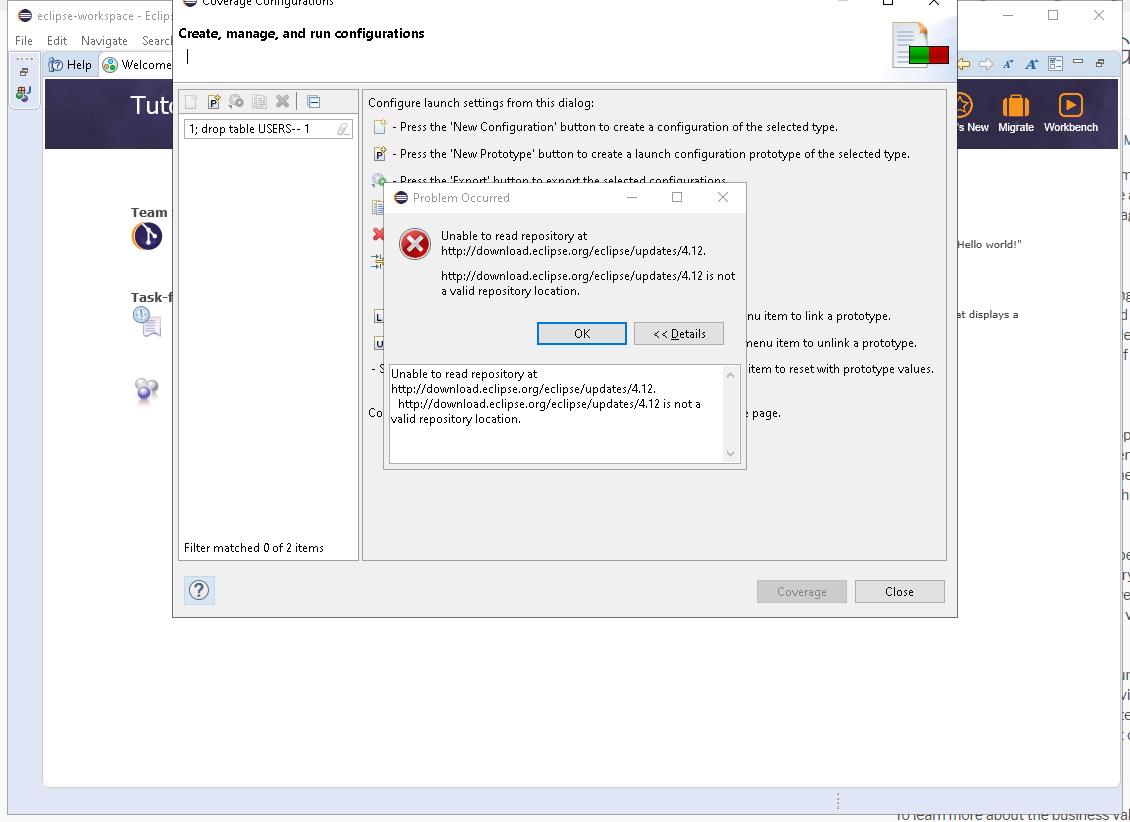 eclipse-workspace - Eclips
File Edit Navigate Search
Help Welcome
Tuto
's New Migrate Workbench
Team
Task-f
Hello world!"
at displays a
Coverage Configurations
Create, manage, and run configurations
1; drop table USERS-- 1
Filter matched 0 of 2 items
Configure launch settings from this dialog:
- Press the 'New Configuration' button to create a configuration of the selected type.
- Press the 'New Prototype' button to create a launch configuration prototype of the selected type.
- Press the 'Export' button to export the selected configurations.
nu item to link a prototype.
menu item to unlink a prototype.
- S
item to reset with prototype values.
Co
e page.
Problem Occurred
Unable to read repository at
http://download.eclipse.org/eclipse/updates/4.12.
http://download.eclipse.org/eclipse/updates/4.12 is not
a valid repository location.
OK << Details
Unable to read repository at
http://download.eclipse.org/eclipse/updates/4.12.
http://download.eclipse.org/eclipse/updates/4.12 is not a
valid repository location.
Coverage Close
To learn more about the business val